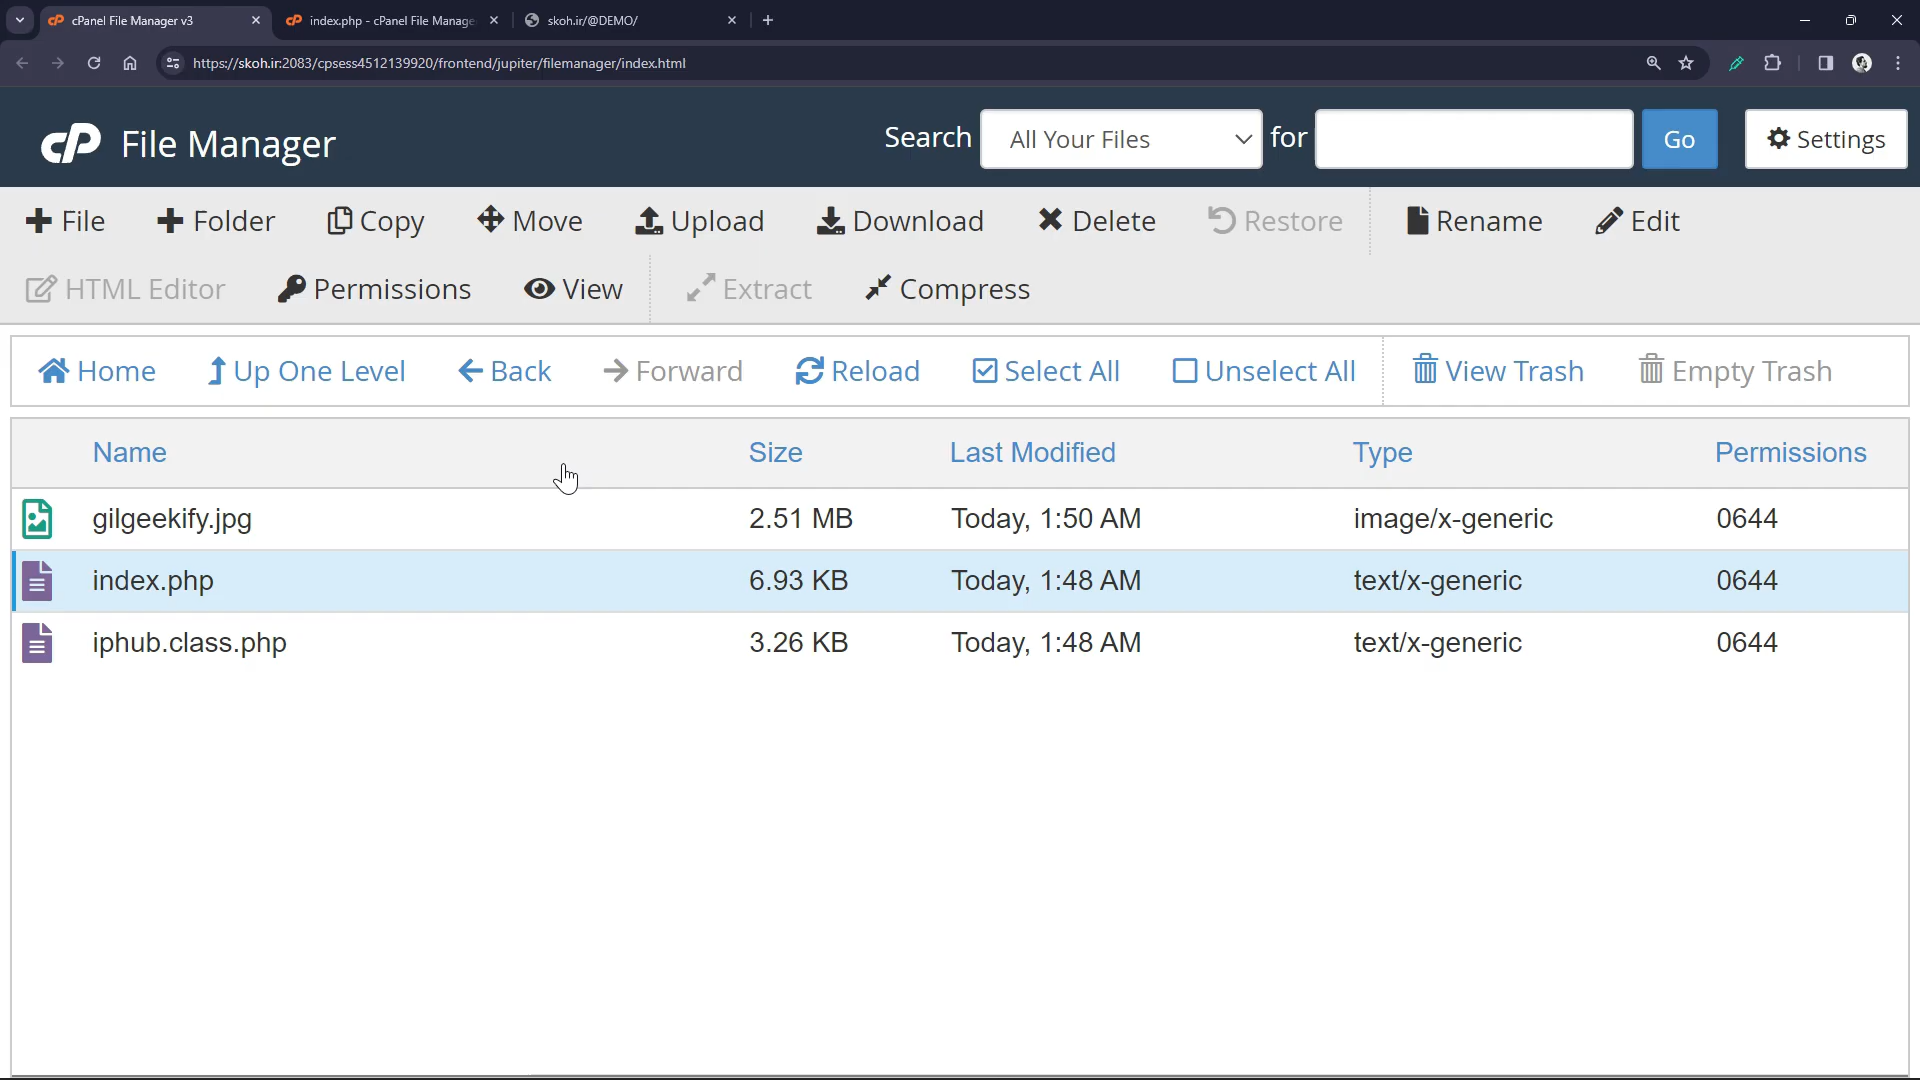 cPanel File Manager v3
index.php - cPanel File Manage
skoh.ir/@DEMO/
https://skoh.ir:2083/cpsess4512139920/frontend/jupiter/filemanager/index.html
cP File Manager
Search All Your Files for Go Settings
File Folder Copy Move Upload Download Delete Restore Rename Edit
HTML Editor Permissions View Extract Compress
Home Up One Level Back Forward Reload Select All Unselect All View Trash Empty Trash
Name Size Last Modified Type Permissions
gilgeekify.jpg 2.51 MB Today, 1:50 AM image/x-generic 0644
index.php 6.93 KB Today, 1:48 AM text/x-generic 0644
iphub.class.php 3.26 KB Today, 1:48 AM text/x-generic 0644